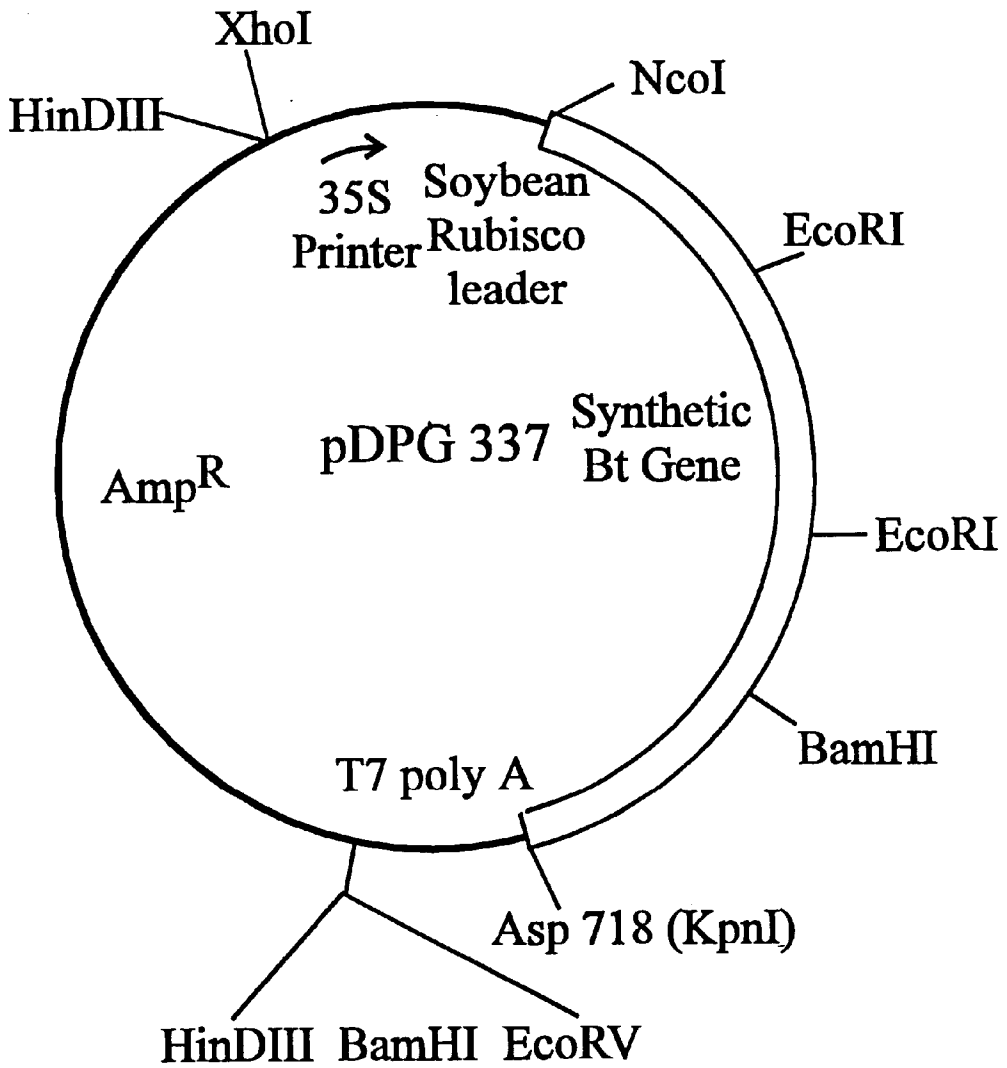 XhoI
HinDIII
NcoI
35S
Printer
Soybean
Rubisco
leader
EcoRI
pDPG 337
Synthetic
Bt Gene
AmpR
EcoRI
BamHI
T7 poly A
Asp 718 (KpnI)
HinDIII BamHI EcoRV